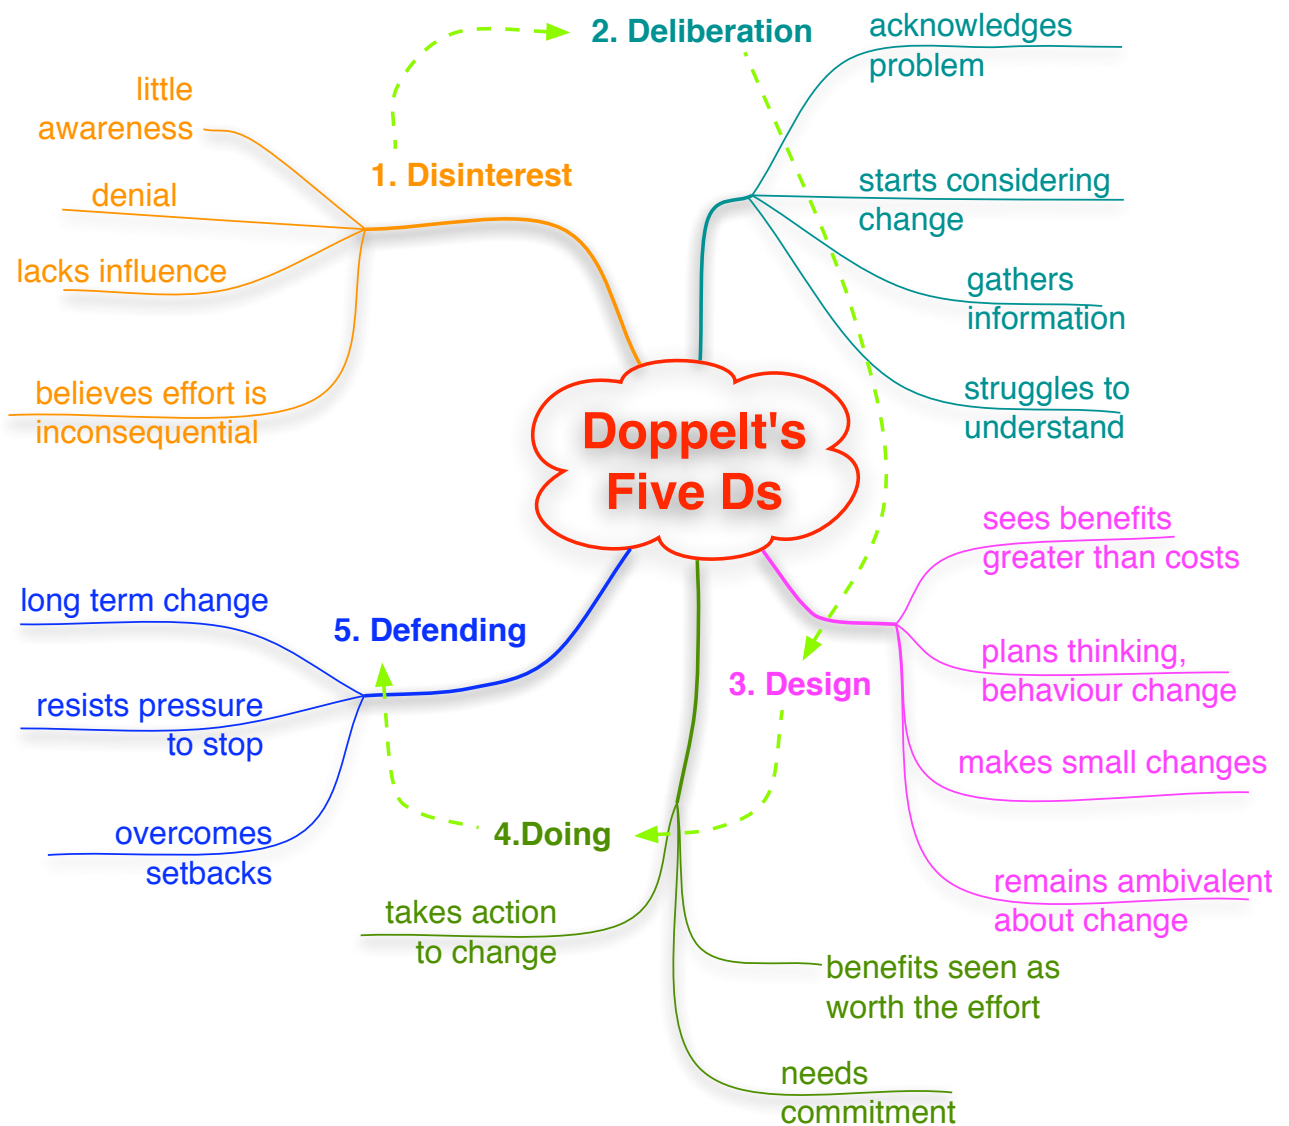 Doppelt's
Five Ds
1. Disinterest
little
awareness
denial
lacks influence
believes effort is
inconsequential
2. Deliberation
acknowledges
problem
starts considering
change
gathers
information
struggles to
understand
3. Design
sees benefits
greater than costs
plans thinking,
behaviour change
makes small changes
remains ambivalent
about change
4.Doing
takes action
to change
benefits seen as
worth the effort
needs
commitment
5. Defending
long term change
resists pressure
to stop
overcomes
setbacks